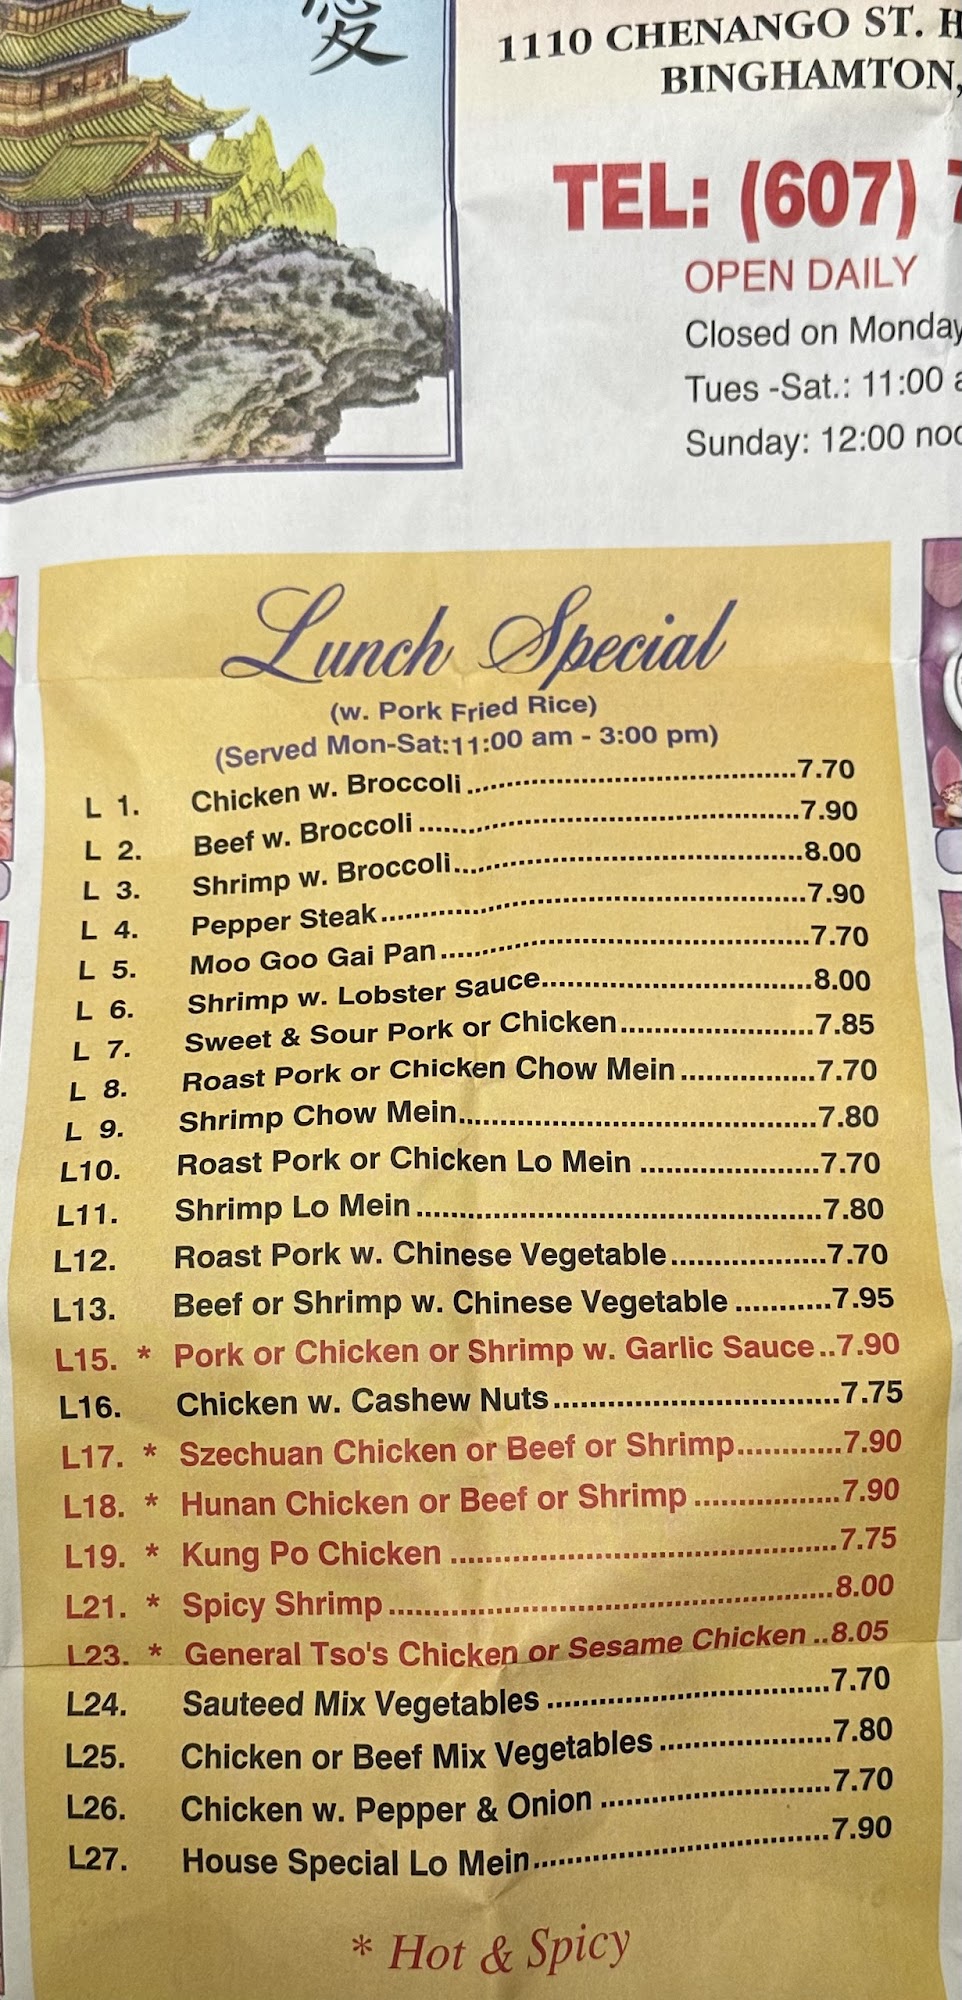 愛
1110 CHENANGO ST.
BINGHAMTON,
TEL: (607)
OPEN DAILY
Closed on Monday
Tues -Sat.: 11:00
Sunday: 12:00
Lunch Special
(w. Pork Fried Rice)
(Served Mon-Sat:11:00 am - 3:00 pm)
L 1. Chicken w. Broccoli..........7.70
L 2. Beef w. Broccoli..........7.90
L 3. Shrimp w. Broccoli..........8.00
L 4. Pepper Steak..........7.90
L 5. Moo Goo Gai Pan..........7.70
L 6. Shrimp w. Lobster Sauce..........8.00
L 7. Sweet & Sour Pork or Chicken..........7.85
L 8. Roast Pork or Chicken Chow Mein..........7.70
L 9. Shrimp Chow Mein..........7.80
L10. Roast Pork or Chicken Lo Mein..........7.70
L11. Shrimp Lo Mein..........7.80
L12. Roast Pork w. Chinese Vegetable..........7.70
L13. Beef or Shrimp w. Chinese Vegetable..........7.95
L15. * Pork or Chicken or Shrimp w. Garlic Sauce..7.90
L16. Chicken w. Cashew Nuts..........7.75
L17. * Szechuan Chicken or Beef or Shrimp..........7.90
L18. * Hunan Chicken or Beef or Shrimp..........7.90
L19. * Kung Po Chicken..........7.75
L21. * Spicy Shrimp..........8.00
L23. * General Tso's Chicken or Sesame Chicken..8.05
L24. Sauteed Mix Vegetables..........7.70
L25. Chicken or Beef Mix Vegetables..........7.80
L26. Chicken w. Pepper & Onion..........7.70
L27. House Special Lo Mein..........7.90
* Hot & Spicy